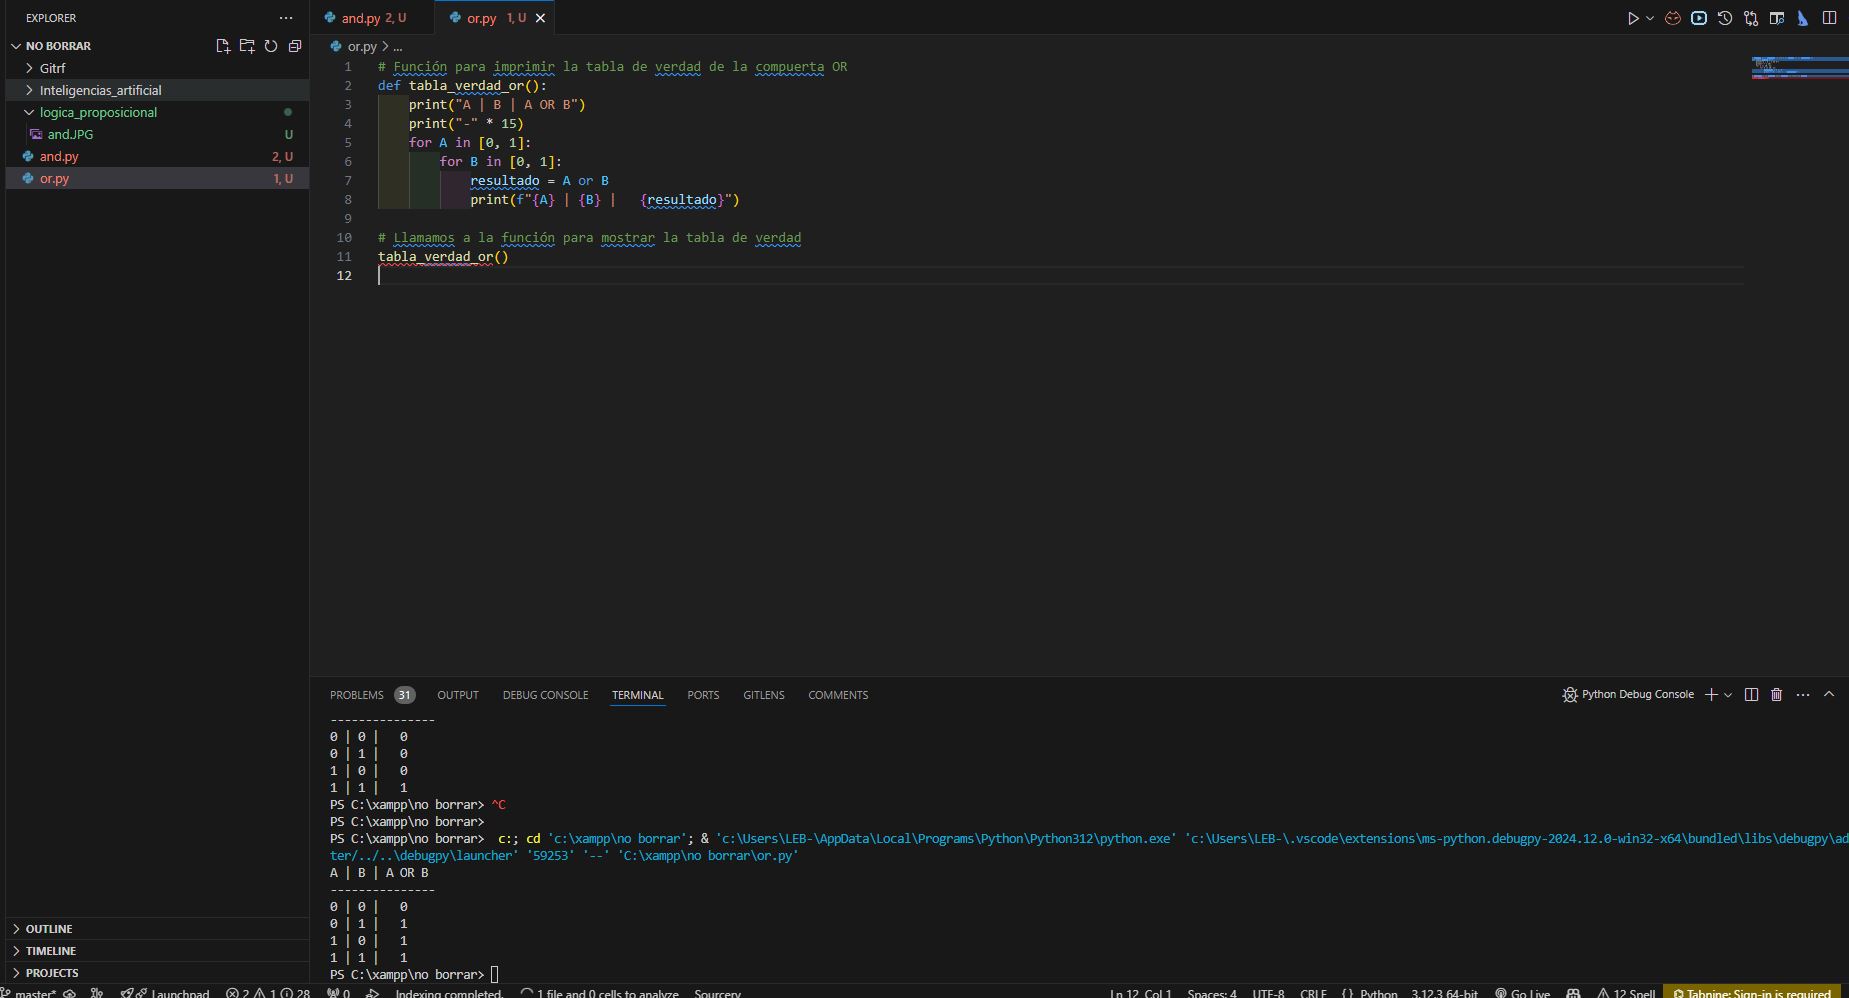 EXPLORER
NO BORRAR
Gitrf
Inteligencias_artificial
logica_proposicional
and.JPG U
and.py 2, U
or.py 1, U
OUTLINE
TIMELINE
PROJECTS
and.py 2, U or.py 1, U
or.py > ...
1 # Función para imprimir la tabla de verdad de la compuerta OR
2 def tabla_verdad_or():
3 print("A | B | A OR B")
4 print("-" * 15)
5 for A in [0, 1]:
6 for B in [0, 1]:
7 resultado = A or B
8 print(f"{A} | {B} |   {resultado}")
9
10 # Llamamos a la función para mostrar la tabla de verdad
11 tabla_verdad_or()
12
PROBLEMS 31 OUTPUT DEBUG CONSOLE TERMINAL PORTS GITLENS COMMENTS Python Debug Console
---------------
0 | 0 |   0
0 | 1 |   0
1 | 0 |   0
1 | 1 |   1
PS C:\xampp\no borrar> ^C
PS C:\xampp\no borrar>
PS C:\xampp\no borrar>  c:; cd 'c:\xampp\no borrar'; & 'c:\Users\LEB-\AppData\Local\Programs\Python\Python312\python.exe' 'c:\Users\LEB-\.vscode\extensions\ms-python.debugpy-2024.12.0-win32-x64\bundled\libs\debugpy\ad
ter/../..\debugpy\launcher' '59253' '--' 'C:\xampp\no borrar\or.py'
A | B | A OR B
---------------
0 | 0 |   0
0 | 1 |   1
1 | 0 |   1
1 | 1 |   1
PS C:\xampp\no borrar>
master* Launchpad 2 1 28 0 Indexing completed. 1 file and 0 cells to analyze Sourcery Ln 12, Col 1 Spaces: 4 UTF-8 CRLF {} Python 3.12.3 64-bit Go Live 12 Spell Tabnine: Sign-in is required